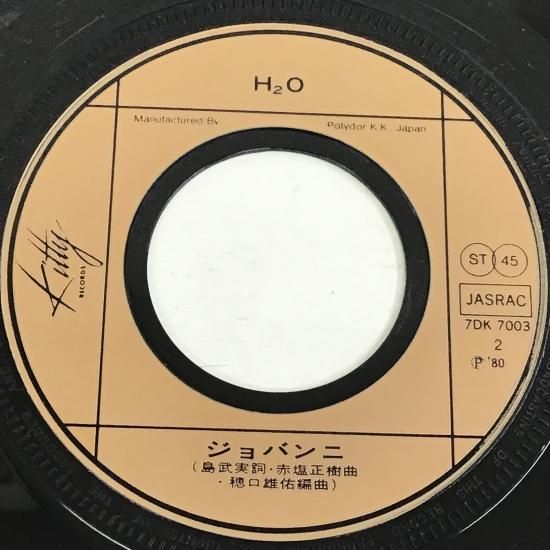 H₂O
Manufactured By
Polydor K.K., Japan
Kitty
RECORDS
ST 45
JASRAC
7DK 7003
2
Ⓟ '80
ジョバンニ
(島武実詞・赤塩正樹曲
・穂口雄佑編曲)